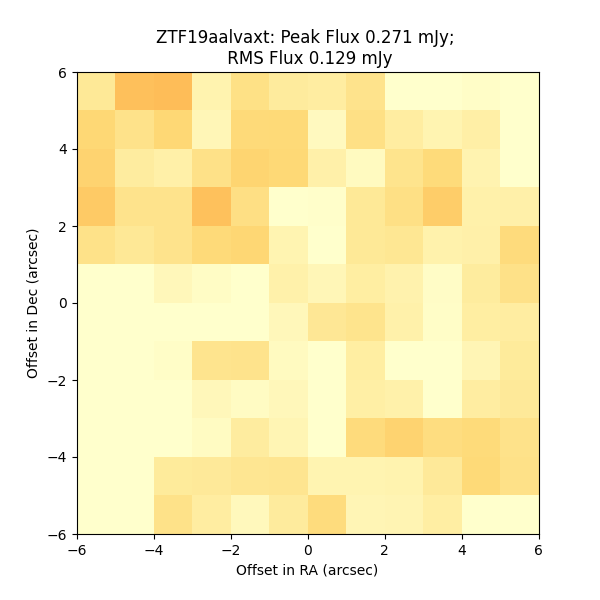 ZTF19aalvaxt: Peak Flux 0.271 mJy;
RMS Flux 0.129 mJy
6
4
2
0
−2
−4
−6
Offset in Dec (arcsec)
−6 −4 −2 0 2 4 6
Offset in RA (arcsec)